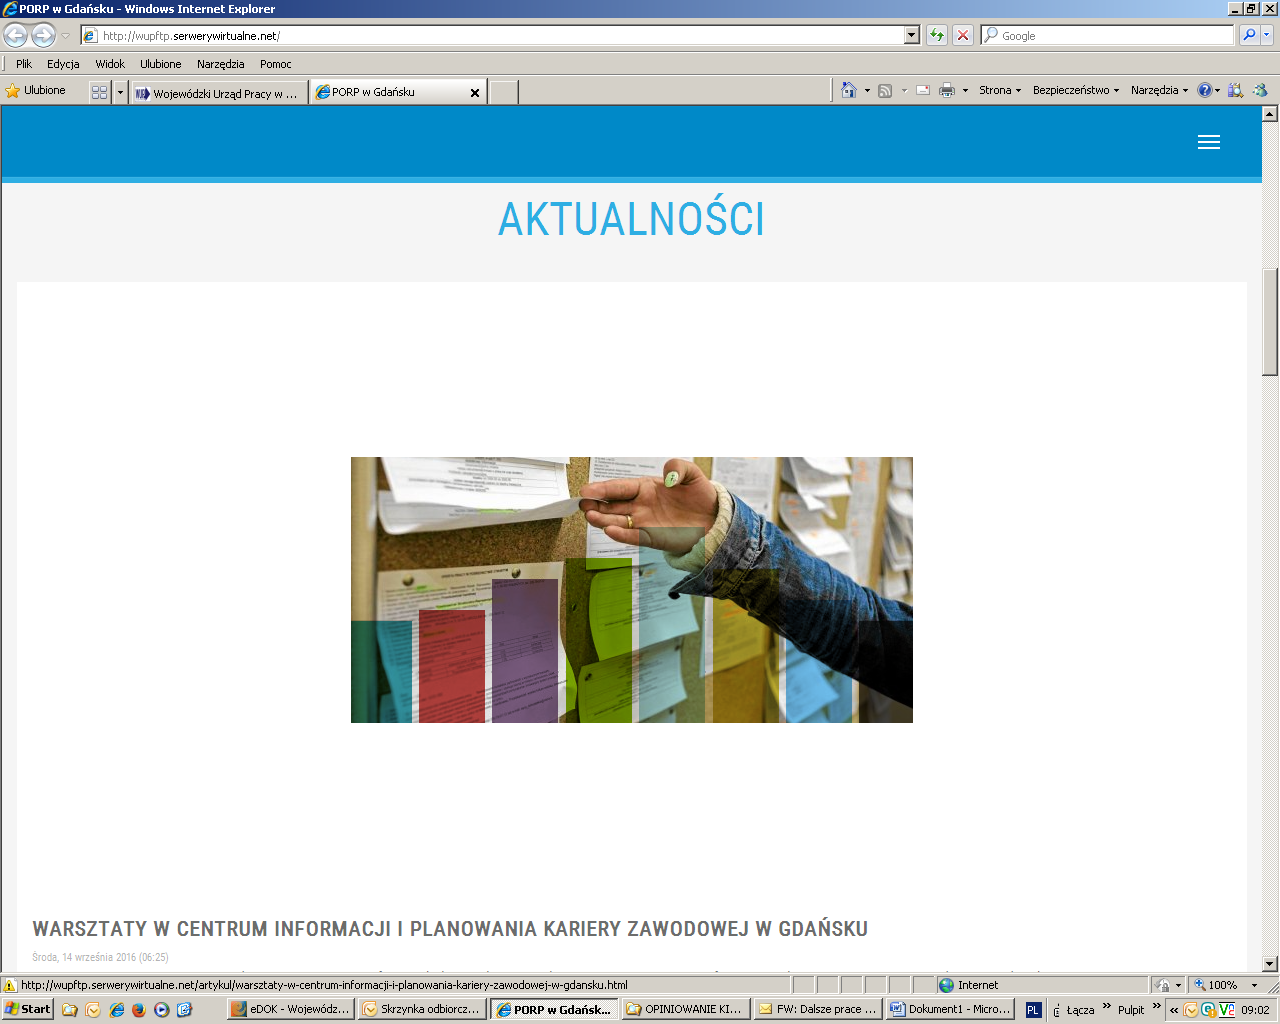 PORP w Gdańsku - Windows Internet Explorer
http://wupftp.serwerywirtualne.net/
Google
Plik Edycja Widok Ulubione Narzędzia Pomoc
Ulubione
Wojewódzki Urząd Pracy w ...
PORP w Gdańsku
Strona Bezpieczeństwo Narzędzia
AKTUALNOŚCI
WARSZTATY W CENTRUM INFORMACJI I PLANOWANIA KARIERY ZAWODOWEJ W GDAŃSKU
Środa, 14 września 2016 (06:25)
http://wupftp.serwerywirtualne.net/artykul/warsztaty-w-centrum-informacji-i-planowania-kariery-zawodowej-w-gdansku.html
Internet
100%
Start
eDOK - Wojewódz...
Skrzynka odbiorcz...
PORP w Gdańsk...
OPINIOWANIE KI...
FW: Dalsze prace ...
Dokument1 - Micro...
PL
Łącza
Pulpit
09:02